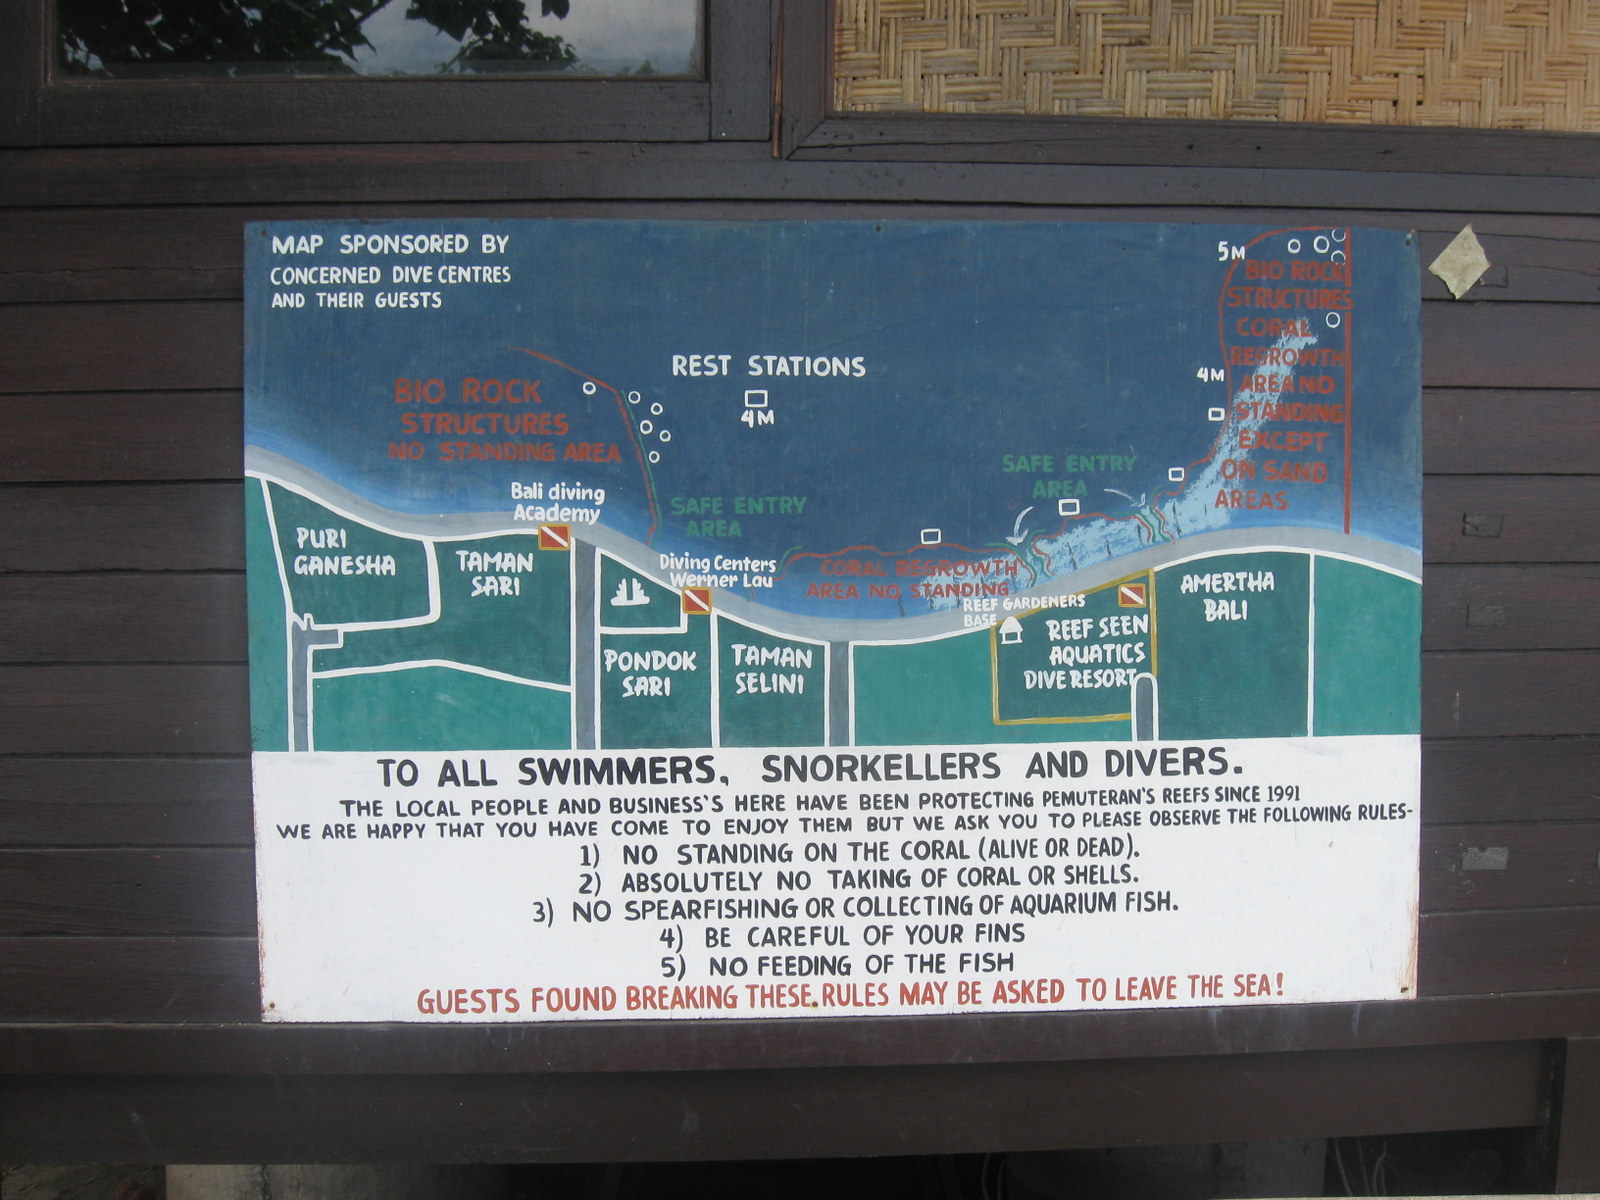 MAP SPONSORED BY
CONCERNED DIVE CENTRES
AND THEIR GUESTS
5M
BIO ROCK
STRUCTURES
CORAL
REGROWTH
AREA NO
STANDING
EXCEPT
ON SAND
AREAS
4M
REST STATIONS
4M
BIO ROCK
STRUCTURES
NO STANDING AREA
SAFE ENTRY
AREA
SAFE ENTRY
AREA
Bali diving
Academy
Diving Centers
Werner Lau
CORAL REGROWTH
AREA NO STANDING
PURI
GANESHA
TAMAN
SARI
PONDOK
SARI
TAMAN
SELINI
REEF GARDENERS
BASE
REEF SEEN
AQUATICS
DIVE RESORT
AMERTHA
BALI
TO ALL SWIMMERS, SNORKELLERS AND DIVERS.
THE LOCAL PEOPLE AND BUSINESS'S HERE HAVE BEEN PROTECTING PEMUTERAN'S REEFS SINCE 1991
WE ARE HAPPY THAT YOU HAVE COME TO ENJOY THEM BUT WE ASK YOU TO PLEASE OBSERVE THE FOLLOWING RULES-
1) NO STANDING ON THE CORAL (ALIVE OR DEAD).
2) ABSOLUTELY NO TAKING OF CORAL OR SHELLS.
3) NO SPEARFISHING OR COLLECTING OF AQUARIUM FISH.
4) BE CAREFUL OF YOUR FINS
5) NO FEEDING OF THE FISH
GUESTS FOUND BREAKING THESE RULES MAY BE ASKED TO LEAVE THE SEA!